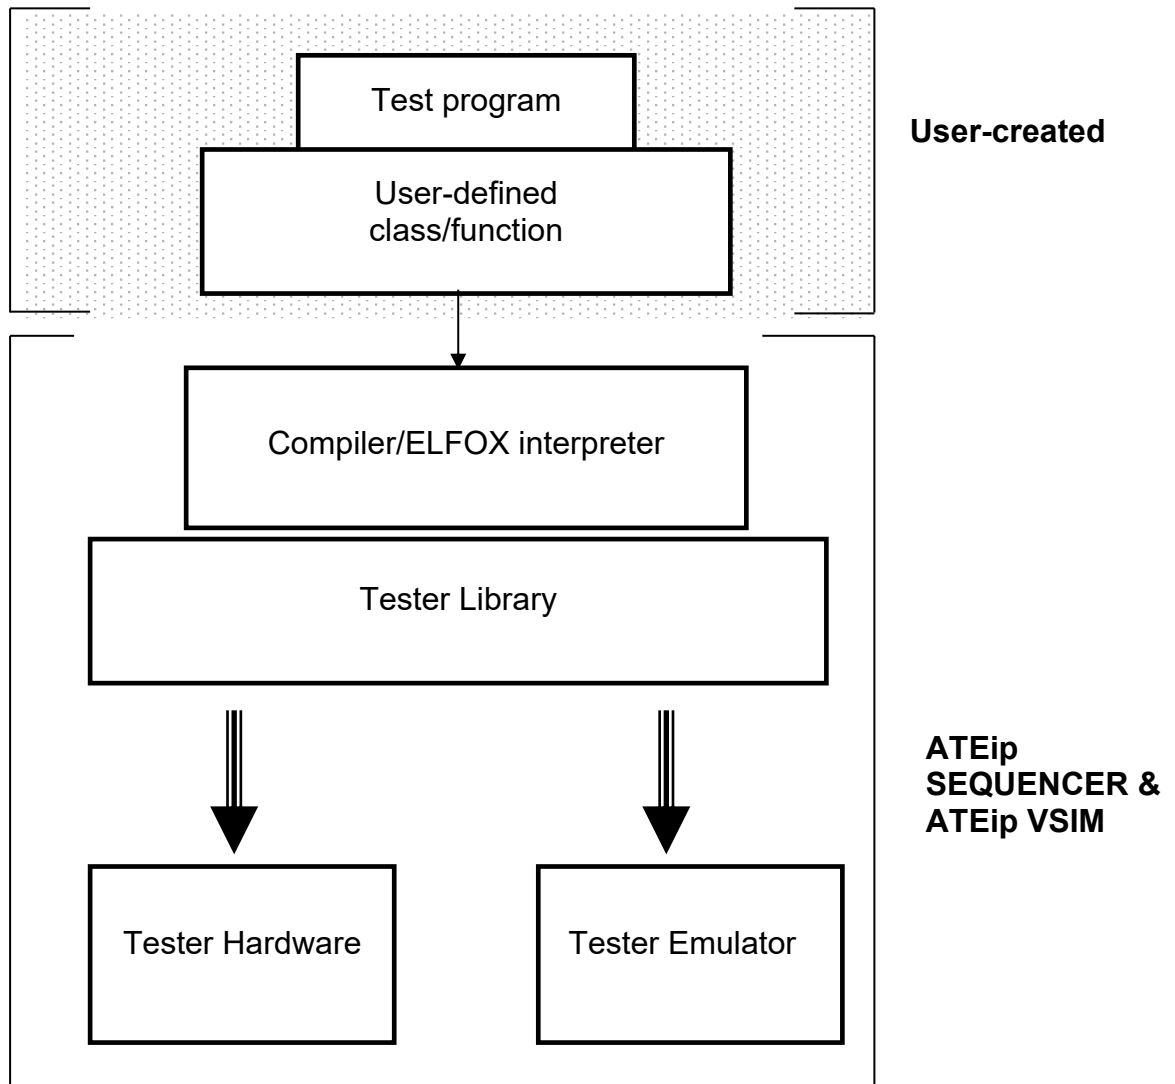 Test program
User-created
User-defined
class/function
Compiler/ELFOX interpreter
Tester Library
ATEip
SEQUENCER &
ATEip VSIM
Tester Hardware
Tester Emulator